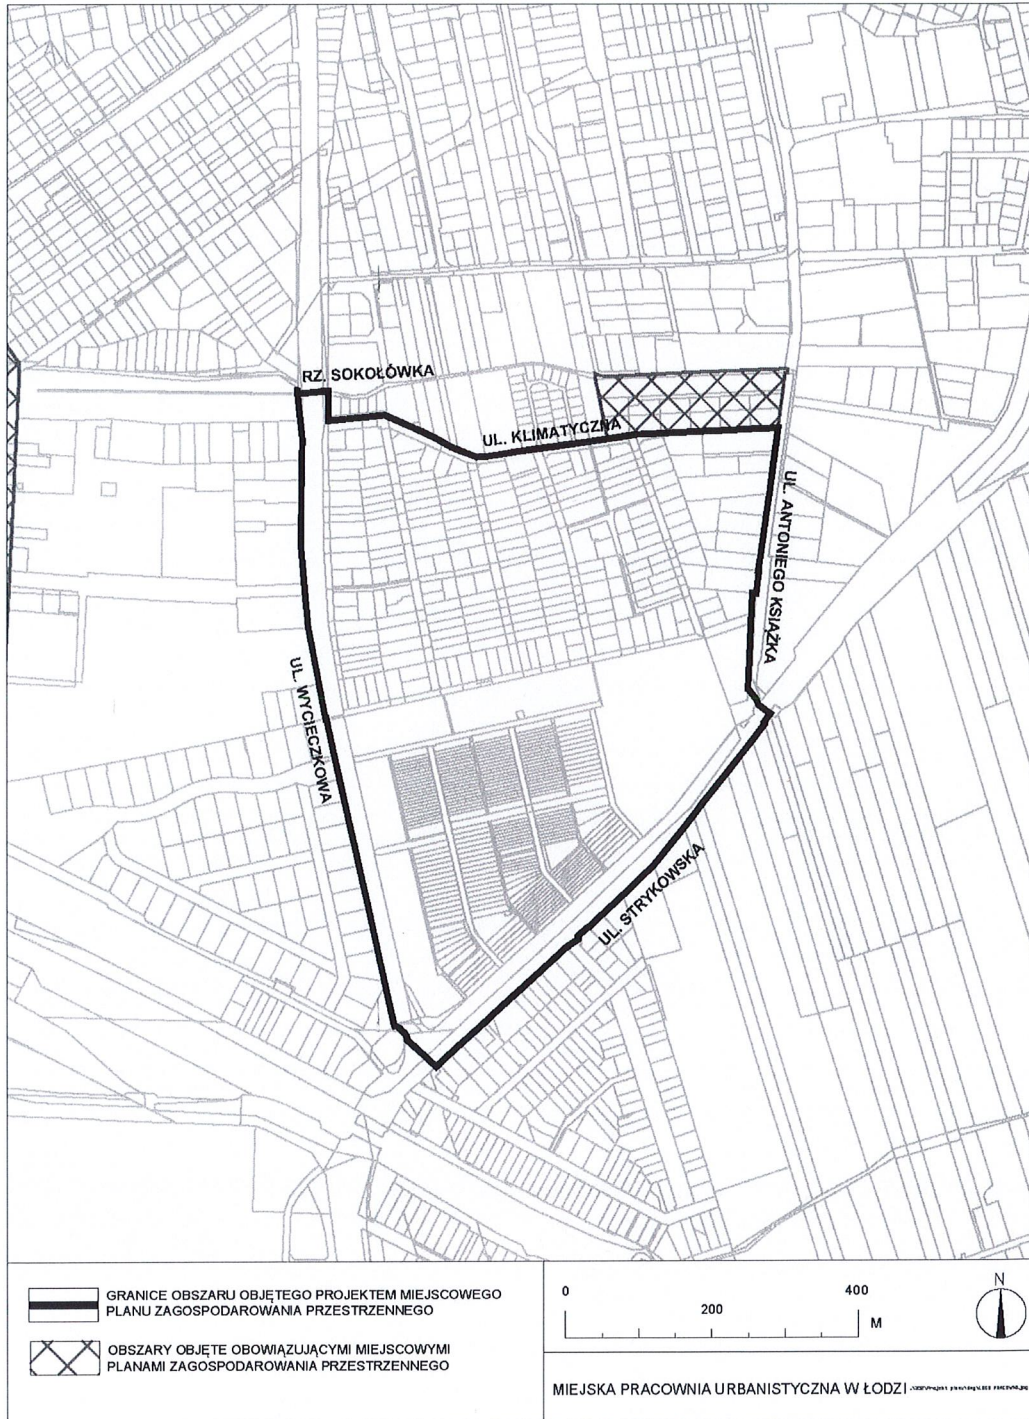 RZ. SOKOŁÓWKA
UL. KLIMATYCZNA
UL. ANTONIEGO KSIĄŻKA
UL. WYCIECZKOWA
UL. STRYKOWSKA
GRANICE OBSZARU OBJĘTEGO PROJEKTEM MIEJSCOWEGO
PLANU ZAGOSPODAROWANIA PRZESTRZENNEGO
OBSZARY OBJĘTE OBOWIĄZUJĄCYMI MIEJSCOWYMI
PLANAMI ZAGOSPODAROWANIA PRZESTRZENNEGO
0
200
400
M
N
MIEJSKA PRACOWNIA URBANISTYCZNA W ŁODZI